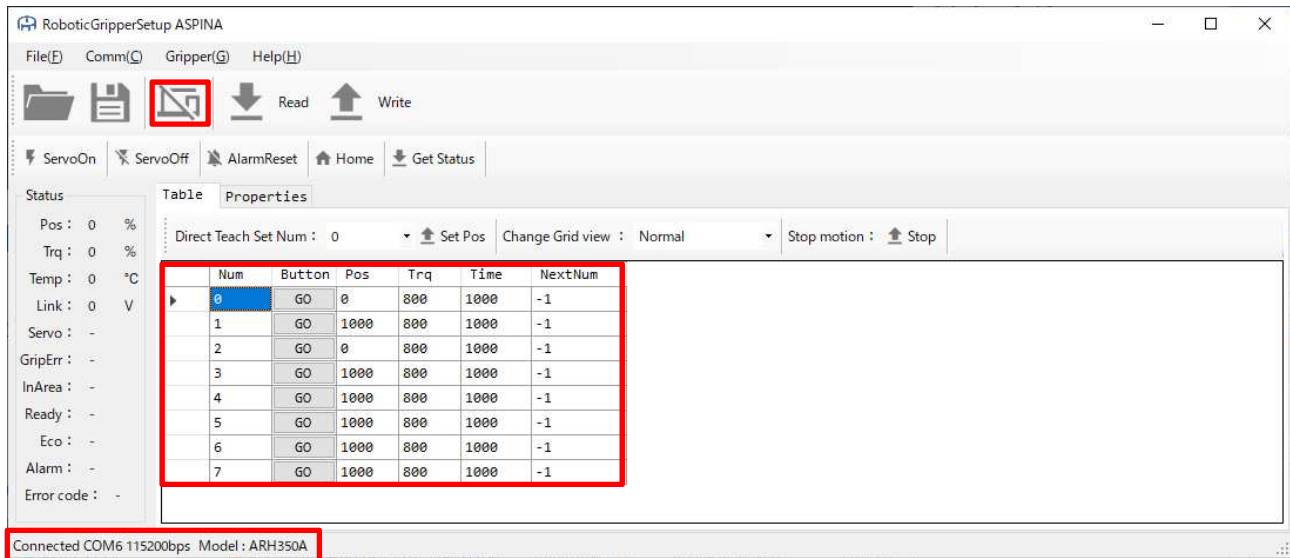 RoboticGripperSetup ASPINA
File(F) Comm(C) Gripper(G) Help(H)
Read Write
ServoOn ServoOff AlarmReset Home Get Status
Status
Pos： 0 %
Trq： 0 %
Temp： 0 ℃
Link： 0 V
Servo： -
GripErr： -
InArea： -
Ready： -
Eco： -
Alarm： -
Error code： -
Table Properties
Direct Teach Set Num： 0 Set Pos Change Grid view ： Normal Stop motion： Stop
Num Button Pos Trq Time NextNum
0 GO 0 800 1000 -1
1 GO 1000 800 1000 -1
2 GO 0 800 1000 -1
3 GO 1000 800 1000 -1
4 GO 1000 800 1000 -1
5 GO 1000 800 1000 -1
6 GO 1000 800 1000 -1
7 GO 1000 800 1000 -1
Connected COM6 115200bps Model : ARH350A